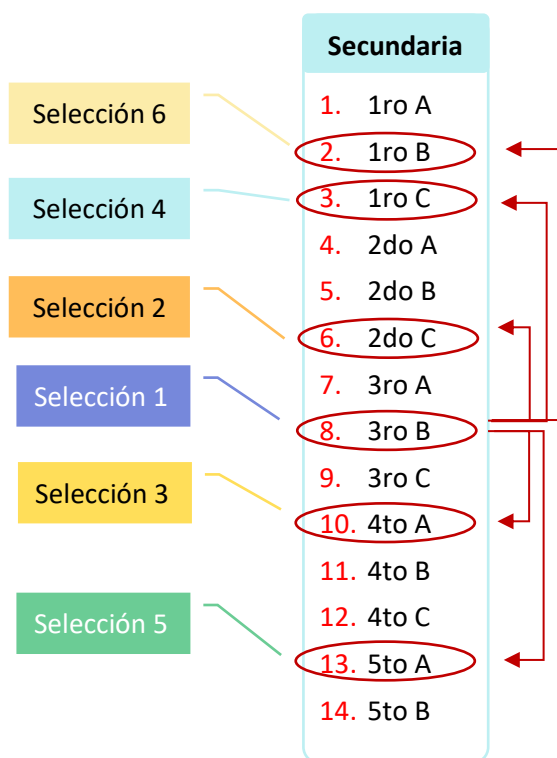 Secundaria
Selección 6
Selección 4
Selección 2
Selección 1
Selección 3
Selección 5
1. 1ro A
2. 1ro B
3. 1ro C
4. 2do A
5. 2do B
6. 2do C
7. 3ro A
8. 3ro B
9. 3ro C
10. 4to A
11. 4to B
12. 4to C
13. 5to A
14. 5to B